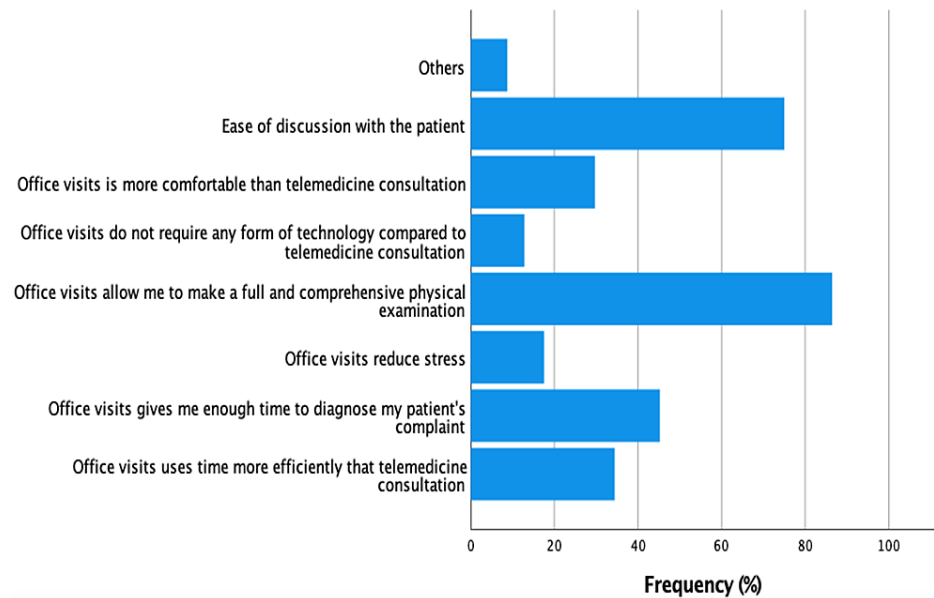 Others
Ease of discussion with the patient
Office visits is more comfortable than telemedicine consultation
Office visits do not require any form of technology compared to
telemedicine consultation
Office visits allow me to make a full and comprehensive physical
examination
Office visits reduce stress
Office visits gives me enough time to diagnose my patient's
complaint
Office visits uses time more efficiently that telemedicine
consultation
0 20 40 60 80 100
Frequency (%)